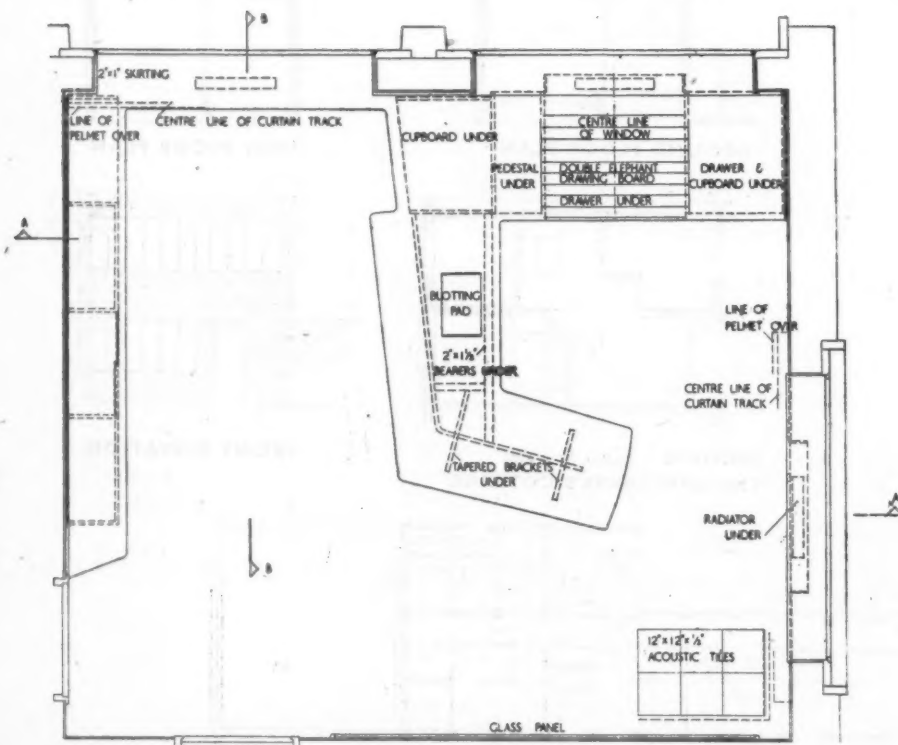 B
2"×1" SKIRTING
LINE OF
PELMET OVER
CENTRE LINE OF CURTAIN TRACK
CUPBOARD UNDER
PEDESTAL
UNDER
CENTRE LINE
OF WINDOW
DOUBLE ELEPHANT
DRAWING BOARD
DRAWER UNDER
DRAWER &
CUPBOARD UNDER
A
BLOTTING
PAD
2"×1⅛"
BEARERS UNDER
LINE OF
PELMET OVER
CENTRE LINE OF
CURTAIN TRACK
TAPERED BRACKETS
UNDER
RADIATOR
UNDER
A
B
12"×12"×½"
ACOUSTIC TILES
GLASS PANEL